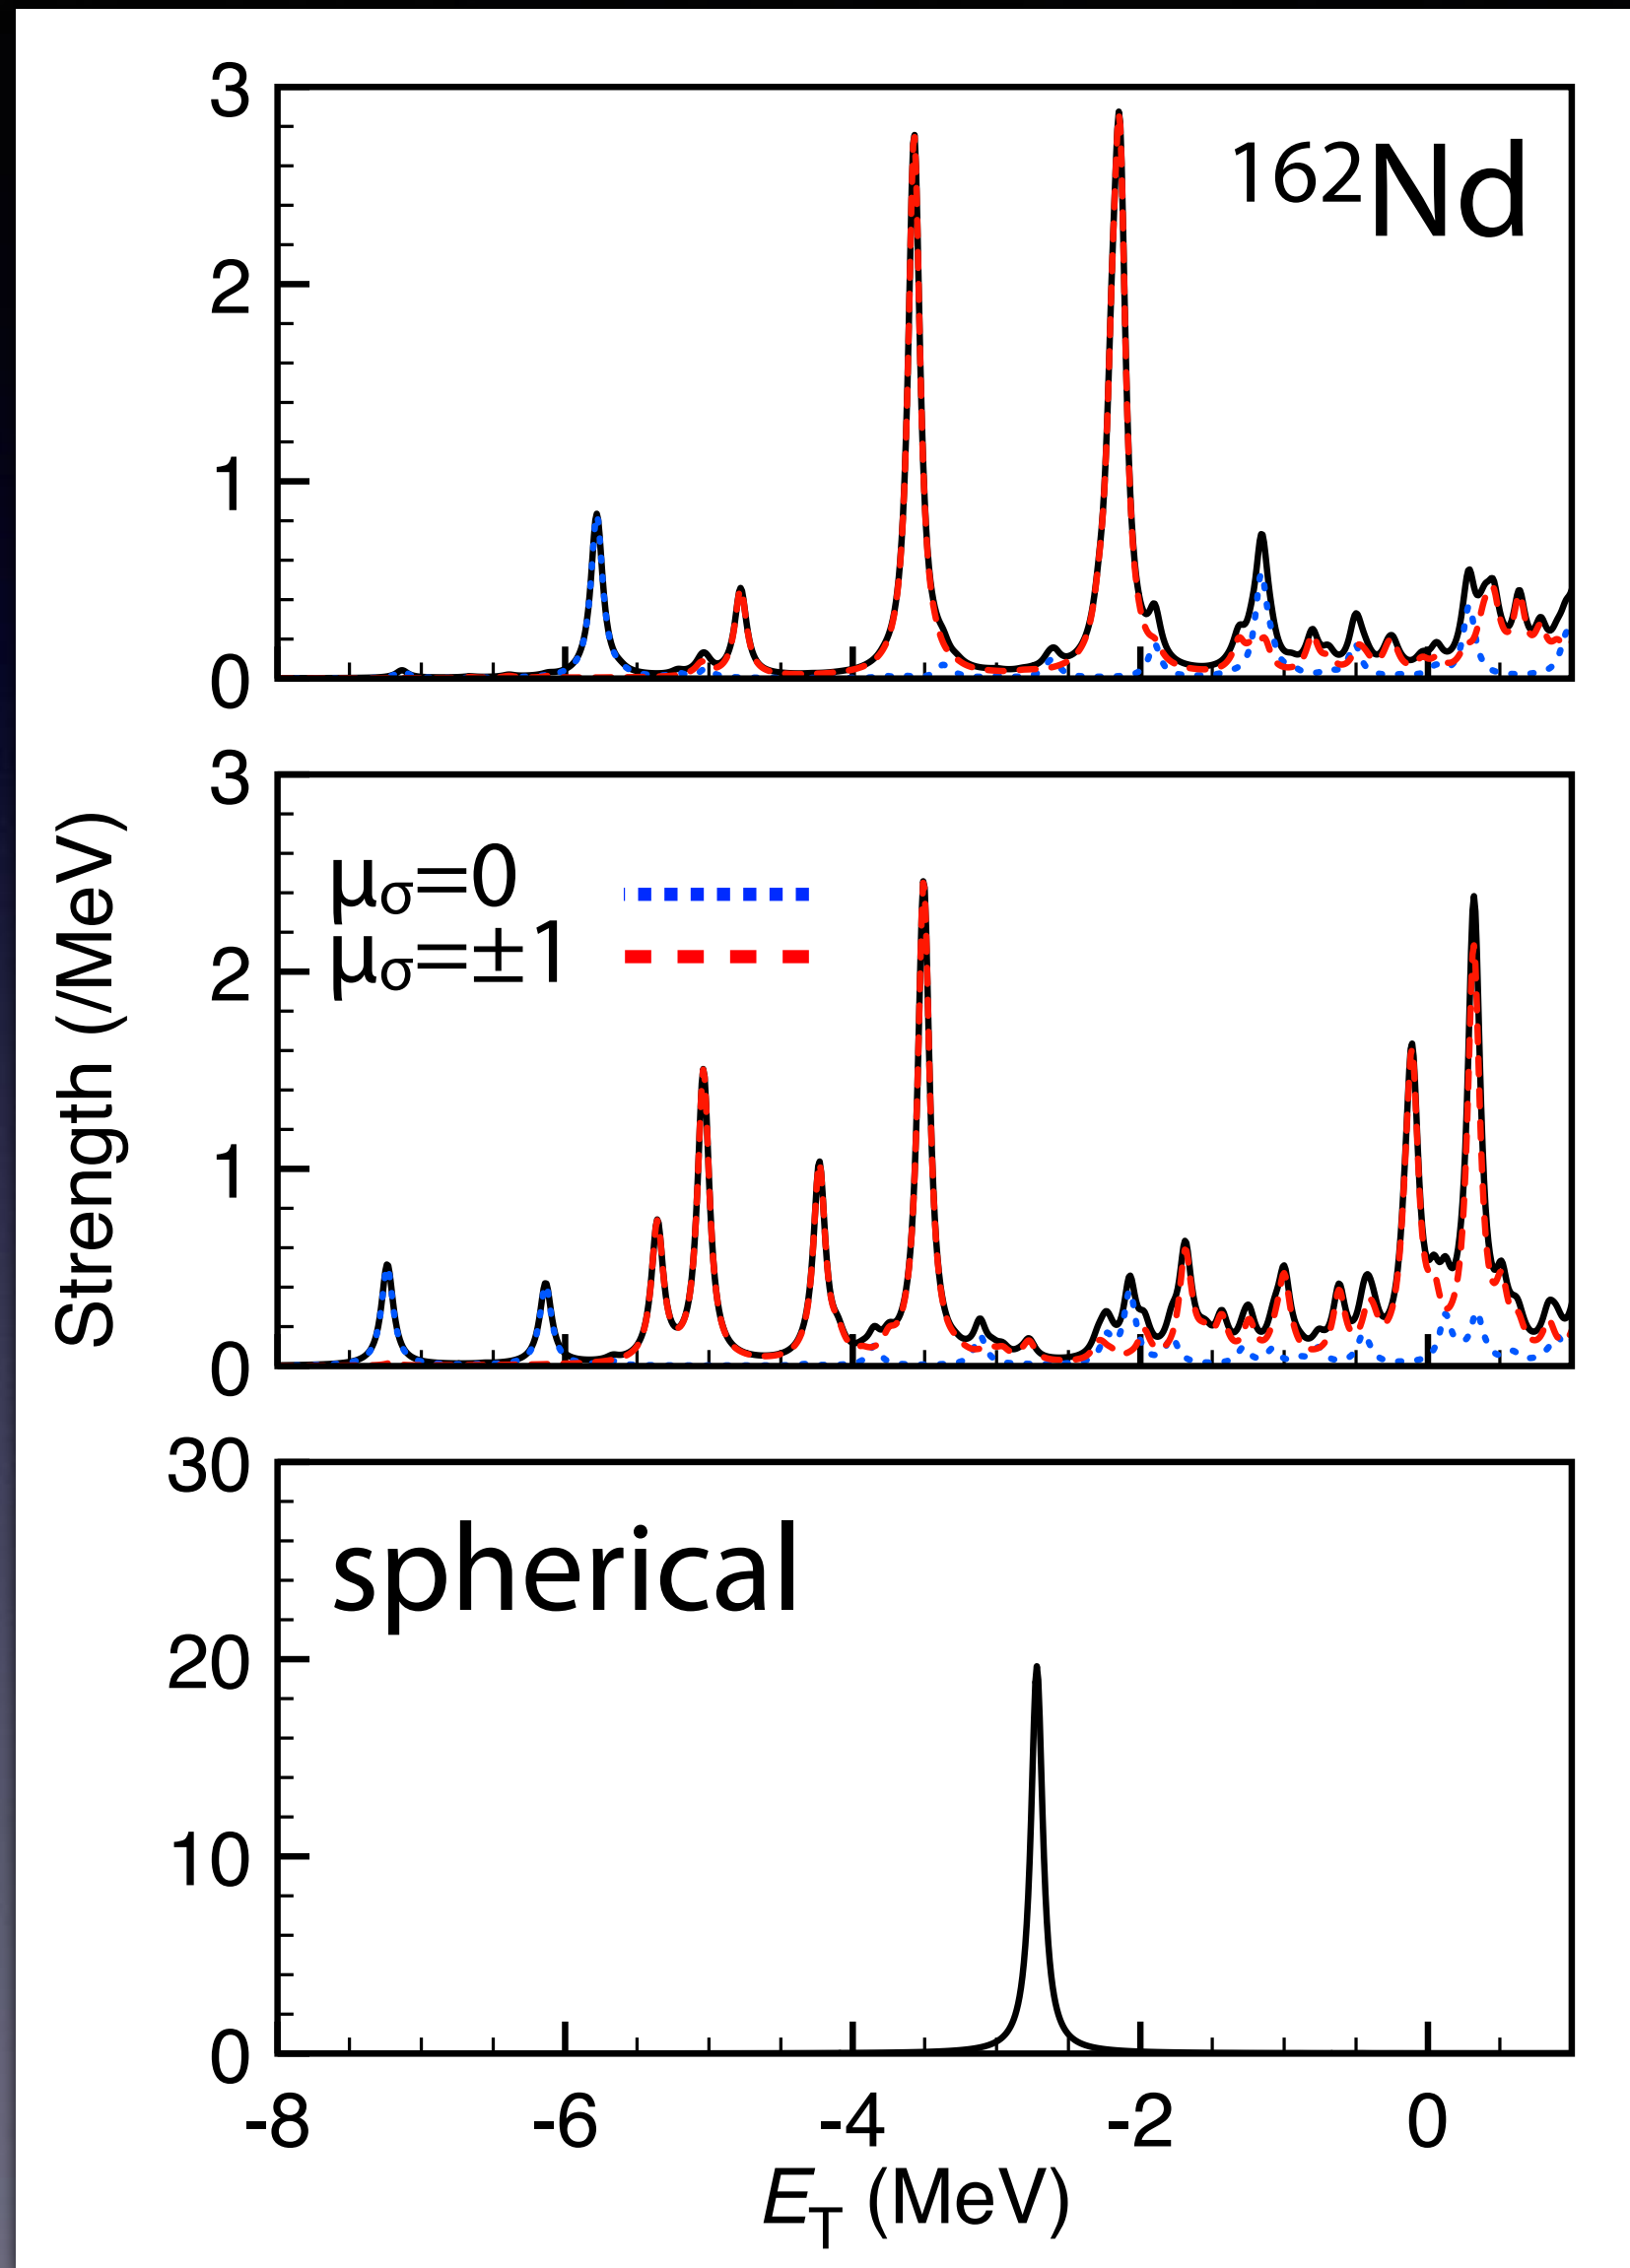 3
2
1
0
¹⁶²Nd
Strength (/MeV)
3
2
1
0
μσ=0
μσ=±1
30
20
10
0
spherical
-8 -6 -4 -2 0
E_T (MeV)